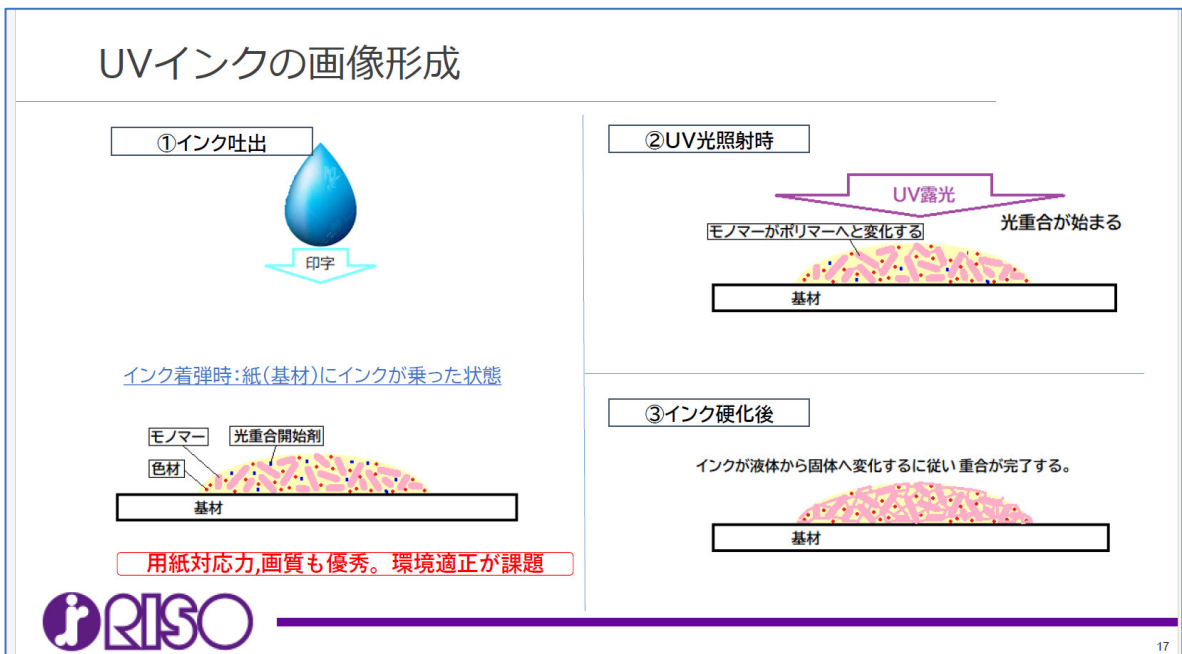 UVインクの画像形成
①インク吐出
印字
インク着弾時:紙(基材)にインクが乗った状態
モノマー
光重合開始剤
色材
基材
用紙対応力,画質も優秀。環境適正が課題
②UV光照射時
UV露光
光重合が始まる
モノマーがポリマーへと変化する
基材
③インク硬化後
インクが液体から固体へ変化するに従い重合が完了する。
基材
RISO
17